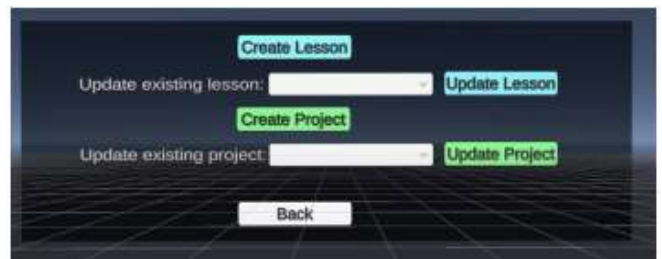 Create Lesson
Update existing lesson: Update Lesson
Create Project
Update existing project: Update Project
Back